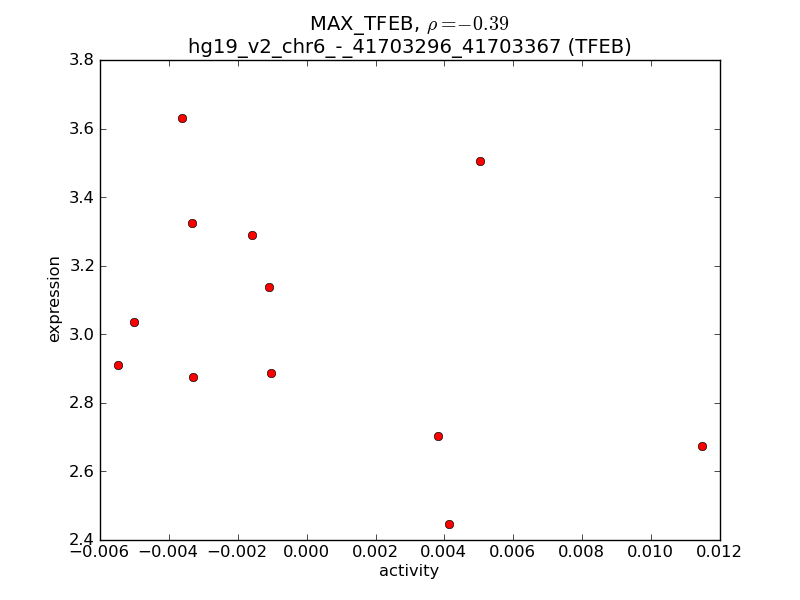 MAX_TFEB, ρ=−0.39
hg19_v2_chr6_-_41703296_41703367 (TFEB)
3.8
3.6
3.4
3.2
3.0
2.8
2.6
2.4
expression
−0.006 −0.004 −0.002 0.000 0.002 0.004 0.006 0.008 0.010 0.012
activity